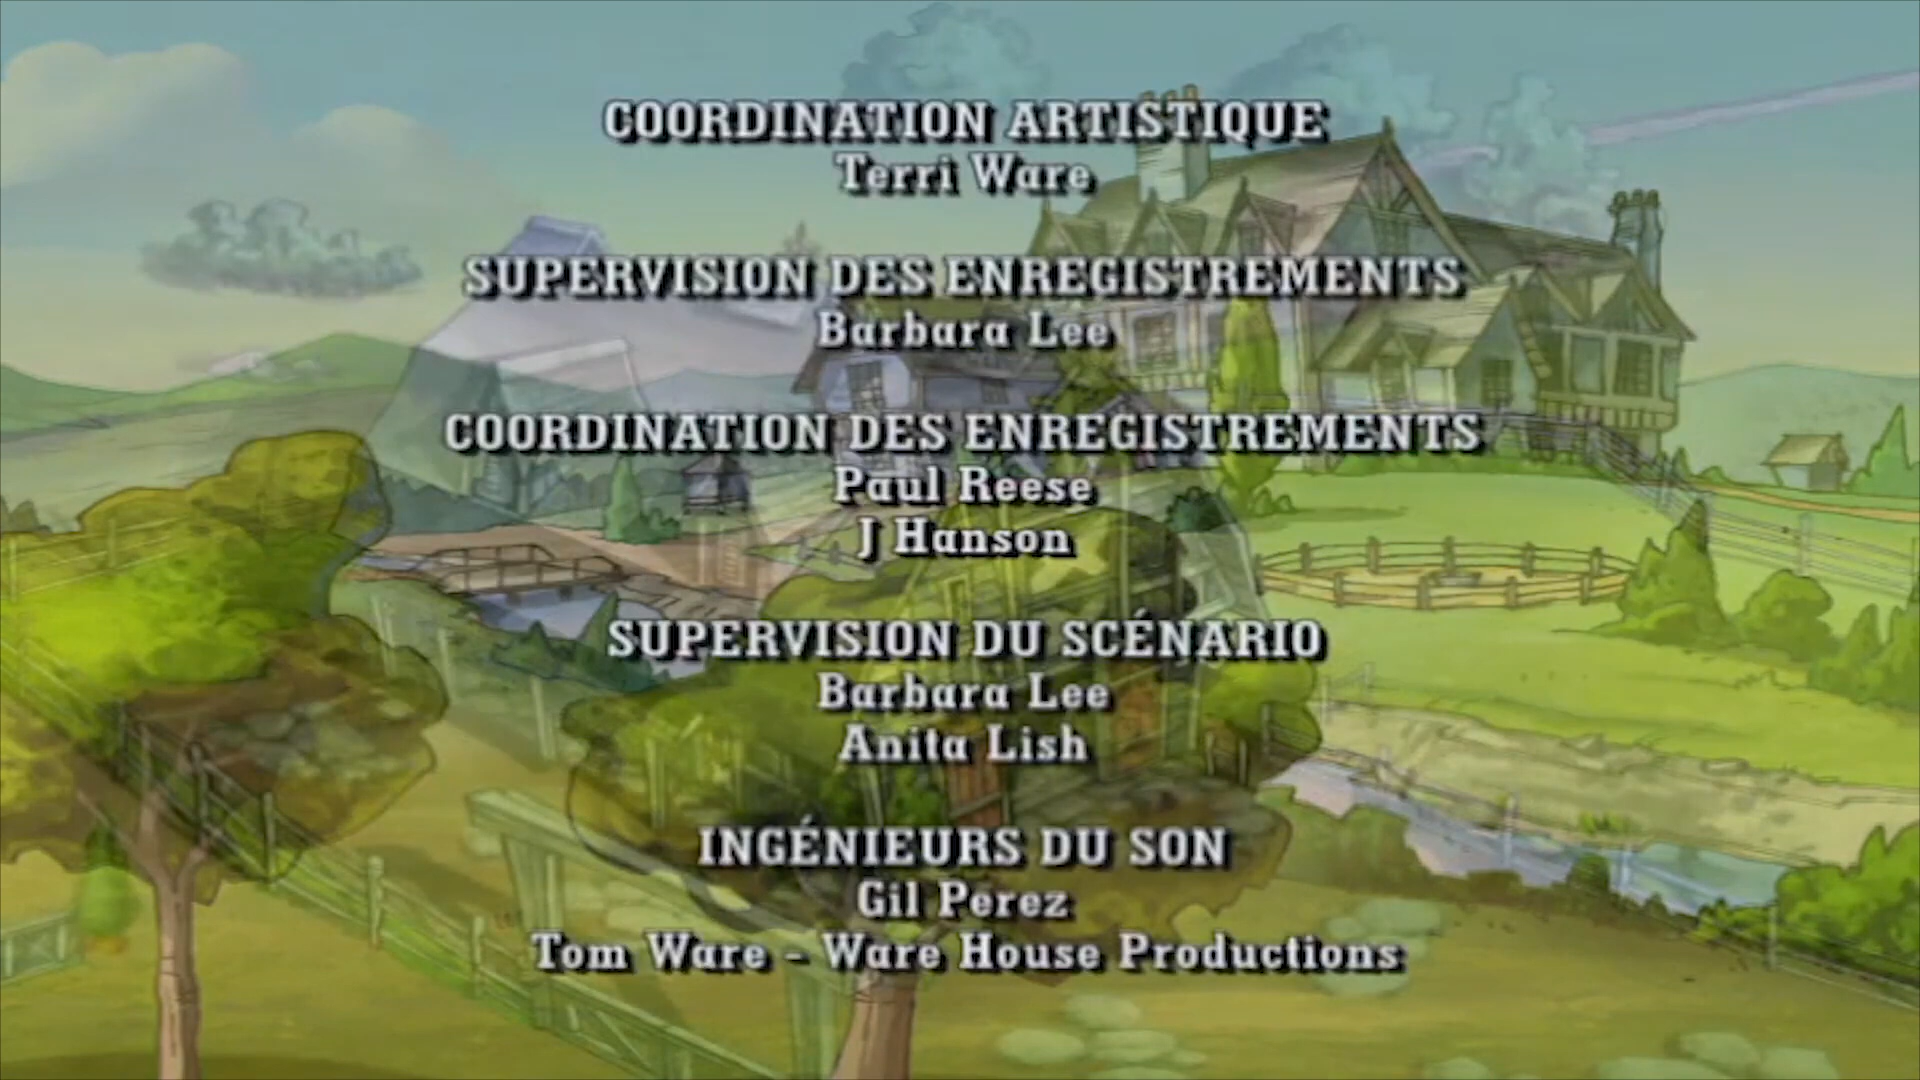 COORDINATION ARTISTIQUE
Terri Ware
SUPERVISION DES ENREGISTREMENTS
Barbara Lee
COORDINATION DES ENREGISTREMENTS
Paul Reese
J Hanson
SUPERVISION DU SCÉNARIO
Barbara Lee
Anita Lish
INGÉNIEURS DU SON
Gil Perez
Tom Ware - Ware House Productions